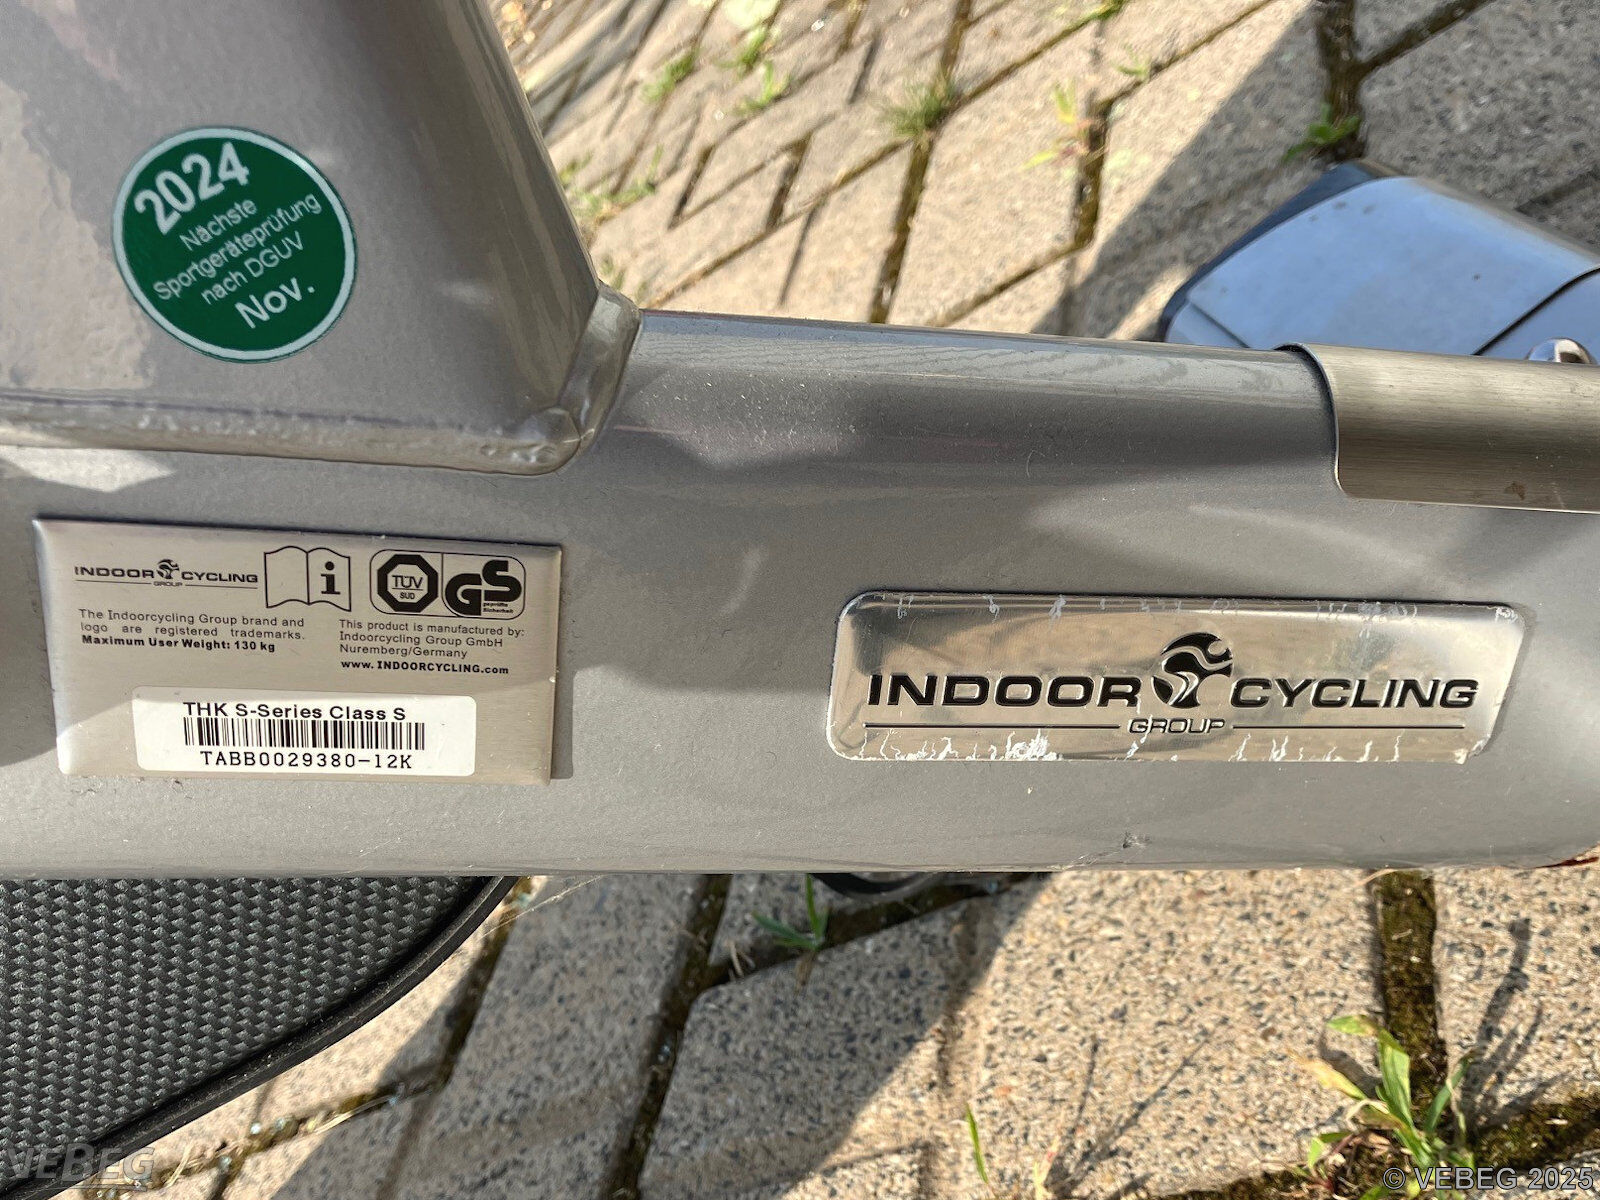 2024
Nächste
Sportgeräteprüfung
nach DGUV
Nov.
INDOOR CYCLING
GROUP
i
TÜV
SÜD
GS
geprüfte
Sicherheit
The Indoorcycling Group brand and
logo are registered trademarks.
Maximum User Weight: 130 kg
This product is manufactured by:
Indoorcycling Group GmbH
Nuremberg/Germany
www.INDOORCYCLING.com
THK S-Series Class S
TABB0029380-12K
INDOOR CYCLING
GROUP
VEBEG
© VEBEG 2025